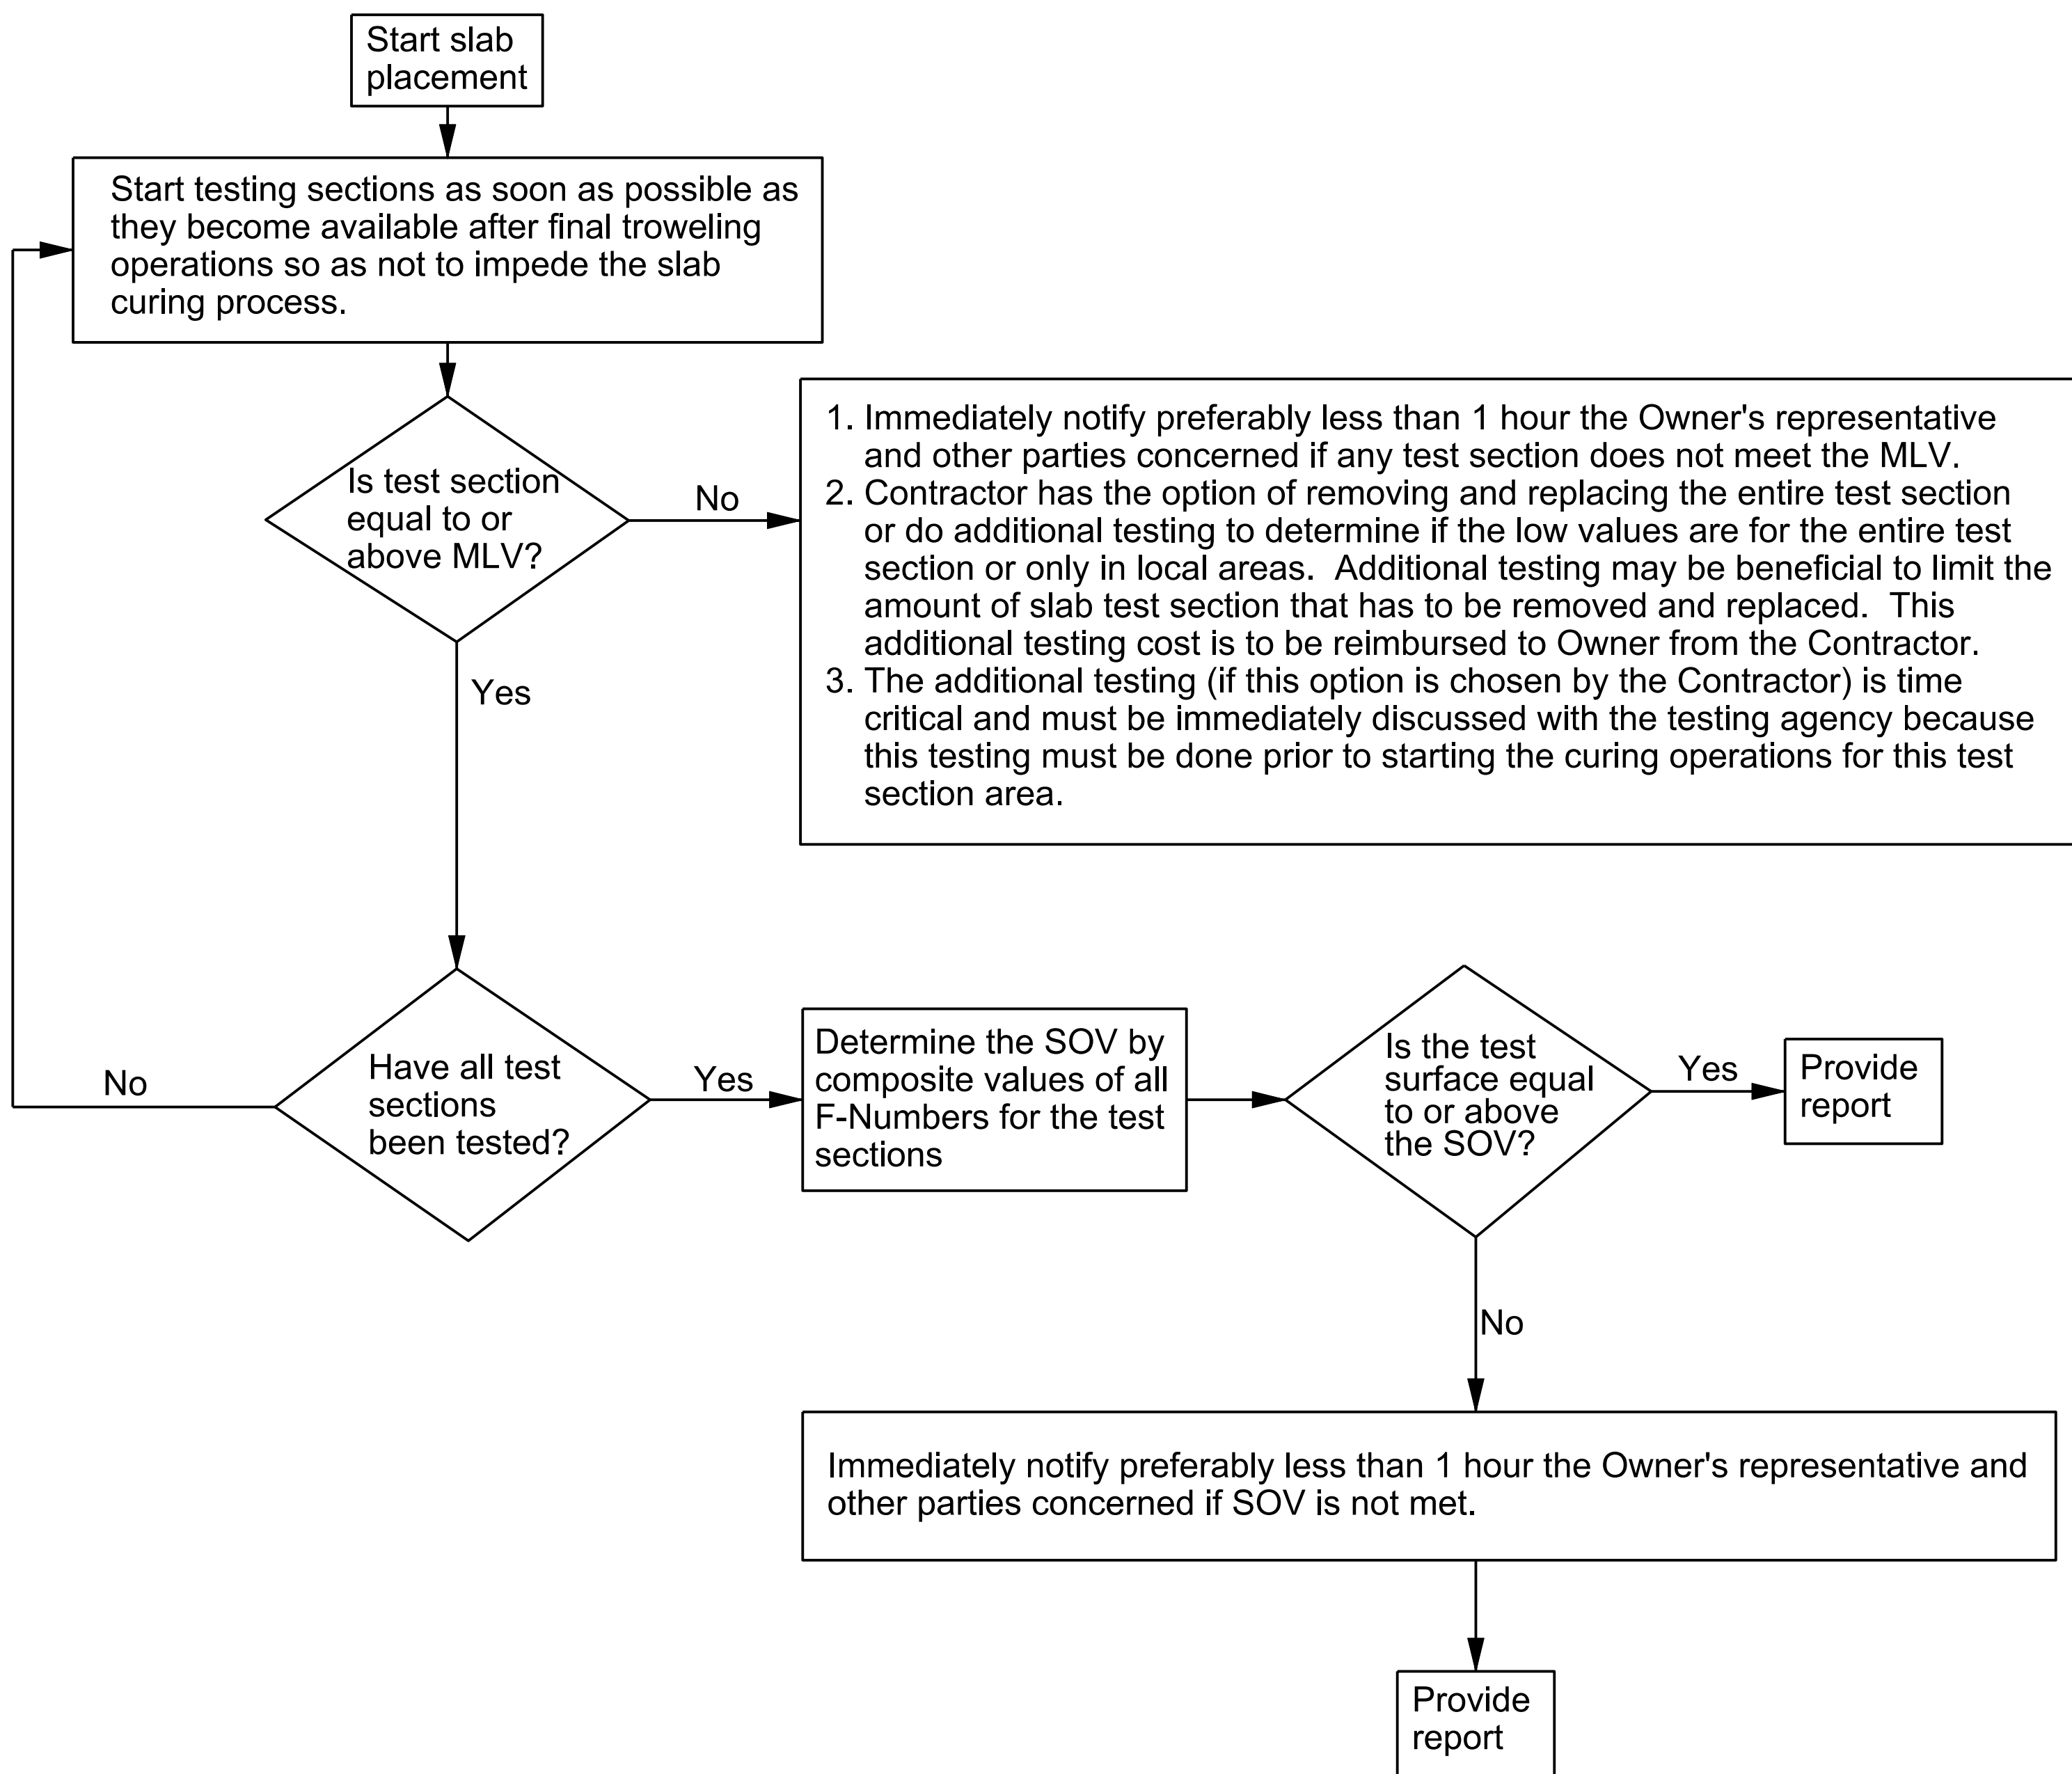 Start slab
placement
Start testing sections as soon as possible as
they become available after final troweling
operations so as not to impede the slab
curing process.
Is test section
equal to or
above MLV?
No
1. Immediately notify preferably less than 1 hour the Owner's representative
and other parties concerned if any test section does not meet the MLV.
2. Contractor has the option of removing and replacing the entire test section
or do additional testing to determine if the low values are for the entire test
section or only in local areas.  Additional testing may be beneficial to limit the
amount of slab test section that has to be removed and replaced.  This
additional testing cost is to be reimbursed to Owner from the Contractor.
3. The additional testing (if this option is chosen by the Contractor) is time
critical and must be immediately discussed with the testing agency because
this testing must be done prior to starting the curing operations for this test
section area.
Yes
Have all test
sections
been tested?
No
Yes
Determine the SOV by
composite values of all
F-Numbers for the test
sections
Is the test
surface equal
to or above
the SOV?
Yes
Provide
report
No
Immediately notify preferably less than 1 hour the Owner's representative and
other parties concerned if SOV is not met.
Provide
report